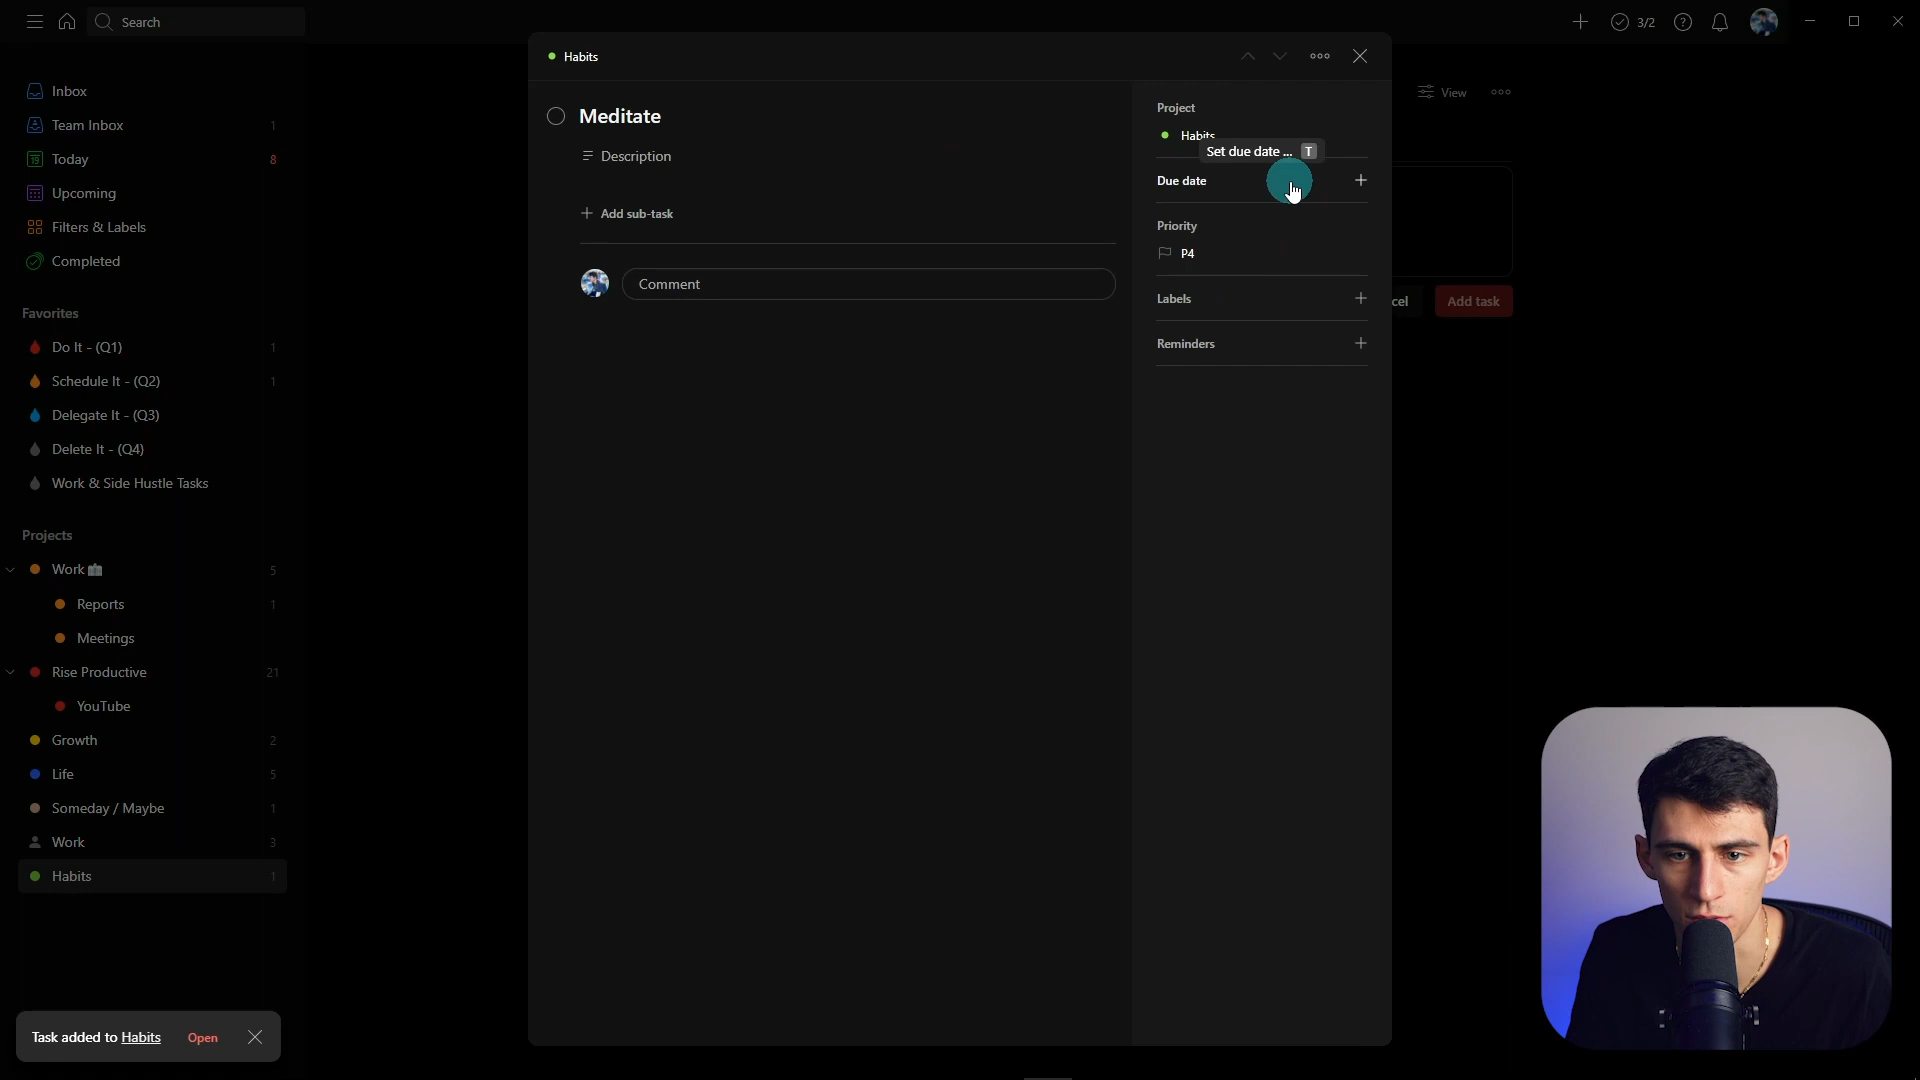 Search
3/2
Inbox
Team Inbox 1
Today 8
Upcoming
Filters & Labels
Completed
Favorites
Do It - (Q1) 1
Schedule It - (Q2) 1
Delegate It - (Q3)
Delete It - (Q4)
Work & Side Hustle Tasks
Projects
Work 5
Reports 1
Meetings
Rise Productive 21
YouTube
Growth 2
Life 5
Someday / Maybe 1
Work 3
Habits 1
Task added to Habits Open
Habits
Meditate
Description
Add sub-task
Comment
Project
Habits
Set due date ... T
Due date
Priority
P4
Labels
Reminders
View
cel
Add task